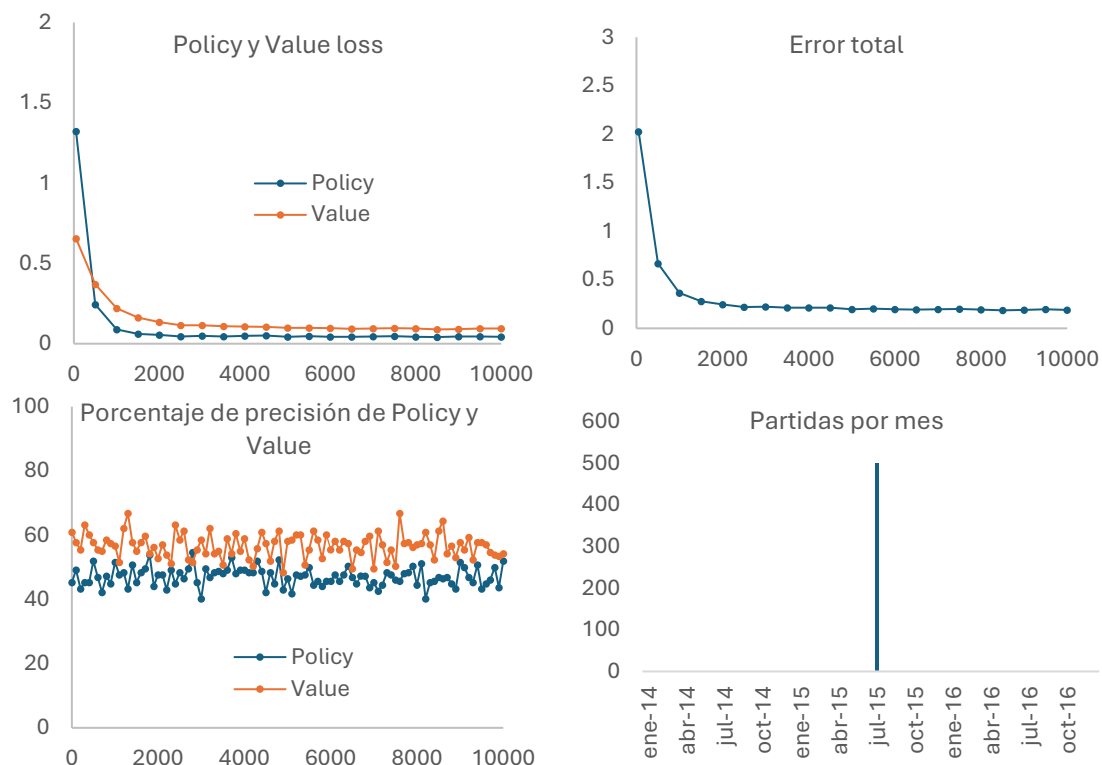 Policy y Value loss
2
1.5
1
0.5
0
Policy
Value
0 2000 4000 6000 8000 10000
Error total
3
2.5
2
1.5
1
0.5
0
0 2000 4000 6000 8000 10000
Porcentaje de precisión de Policy y
Value
100
80
60
40
20
0
Policy
Value
0 2000 4000 6000 8000 10000
Partidas por mes
600
500
400
300
200
100
0
ene-14
abr-14
jul-14
oct-14
ene-15
abr-15
jul-15
oct-15
ene-16
abr-16
jul-16
oct-16